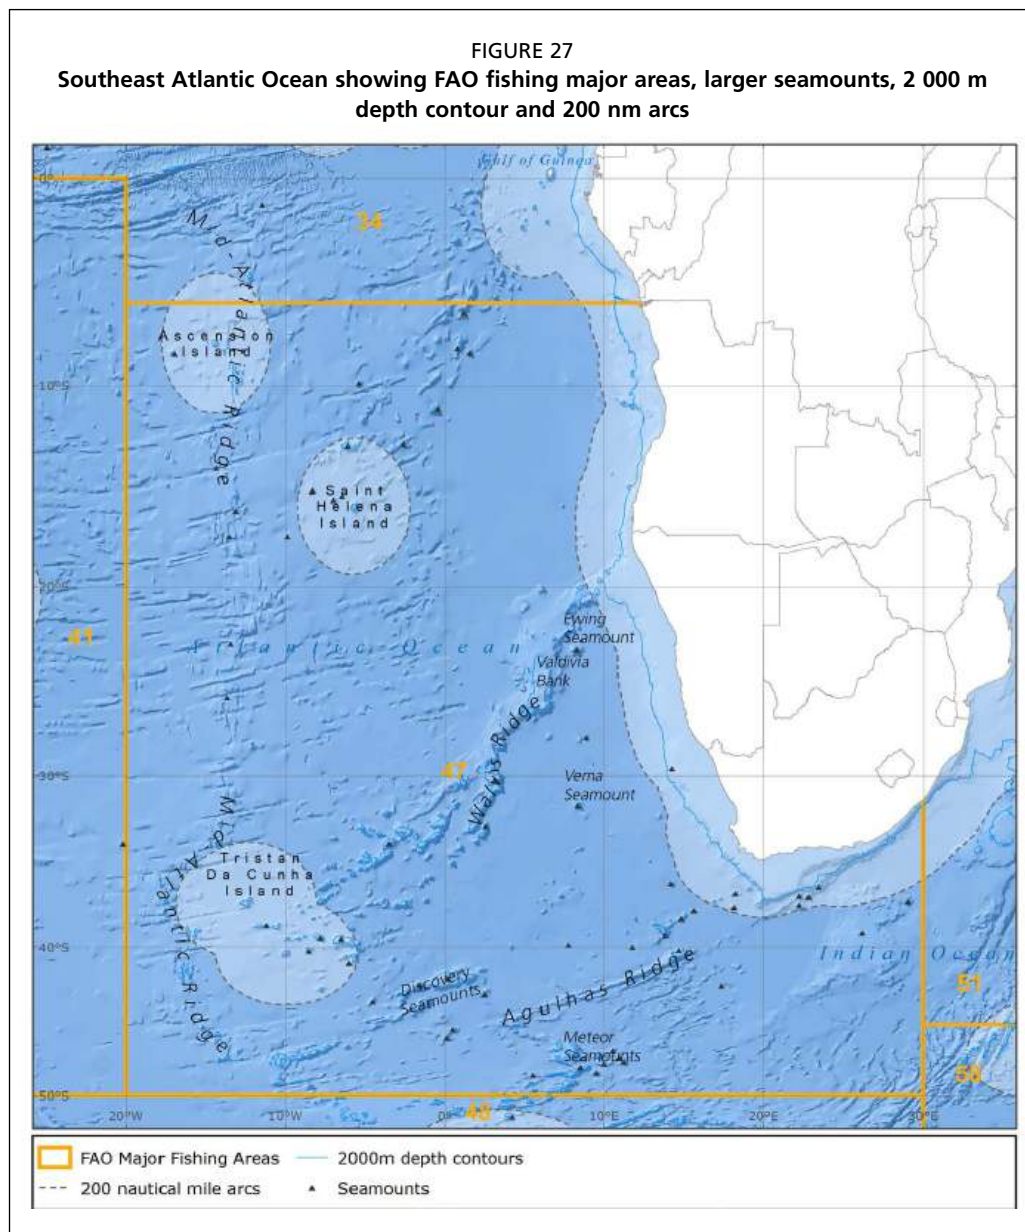 FIGURE 27
Southeast Atlantic Ocean showing FAO fishing major areas, larger seamounts, 2 000 m
depth contour and 200 nm arcs
Gulf of Guinea
0°
34
Mid-Atlantic Ridge
Ascension
Island
10°S
Saint
Helena
Island
20°S
41
Atlantic Ocean
Ewing
Seamount
Valdivia
Bank
Walvis Ridge
30°S
47
Vema
Seamount
Mid Atlantic Ridge
Tristan
Da Cunha
Island
40°S
Indian Ocean
51
Discovery
Seamounts
Agulhas Ridge
Meteor
Seamounts
58
50°S
48
20°W
10°W
0°
10°E
20°E
30°E
FAO Major Fishing Areas
2000m depth contours
200 nautical mile arcs
Seamounts